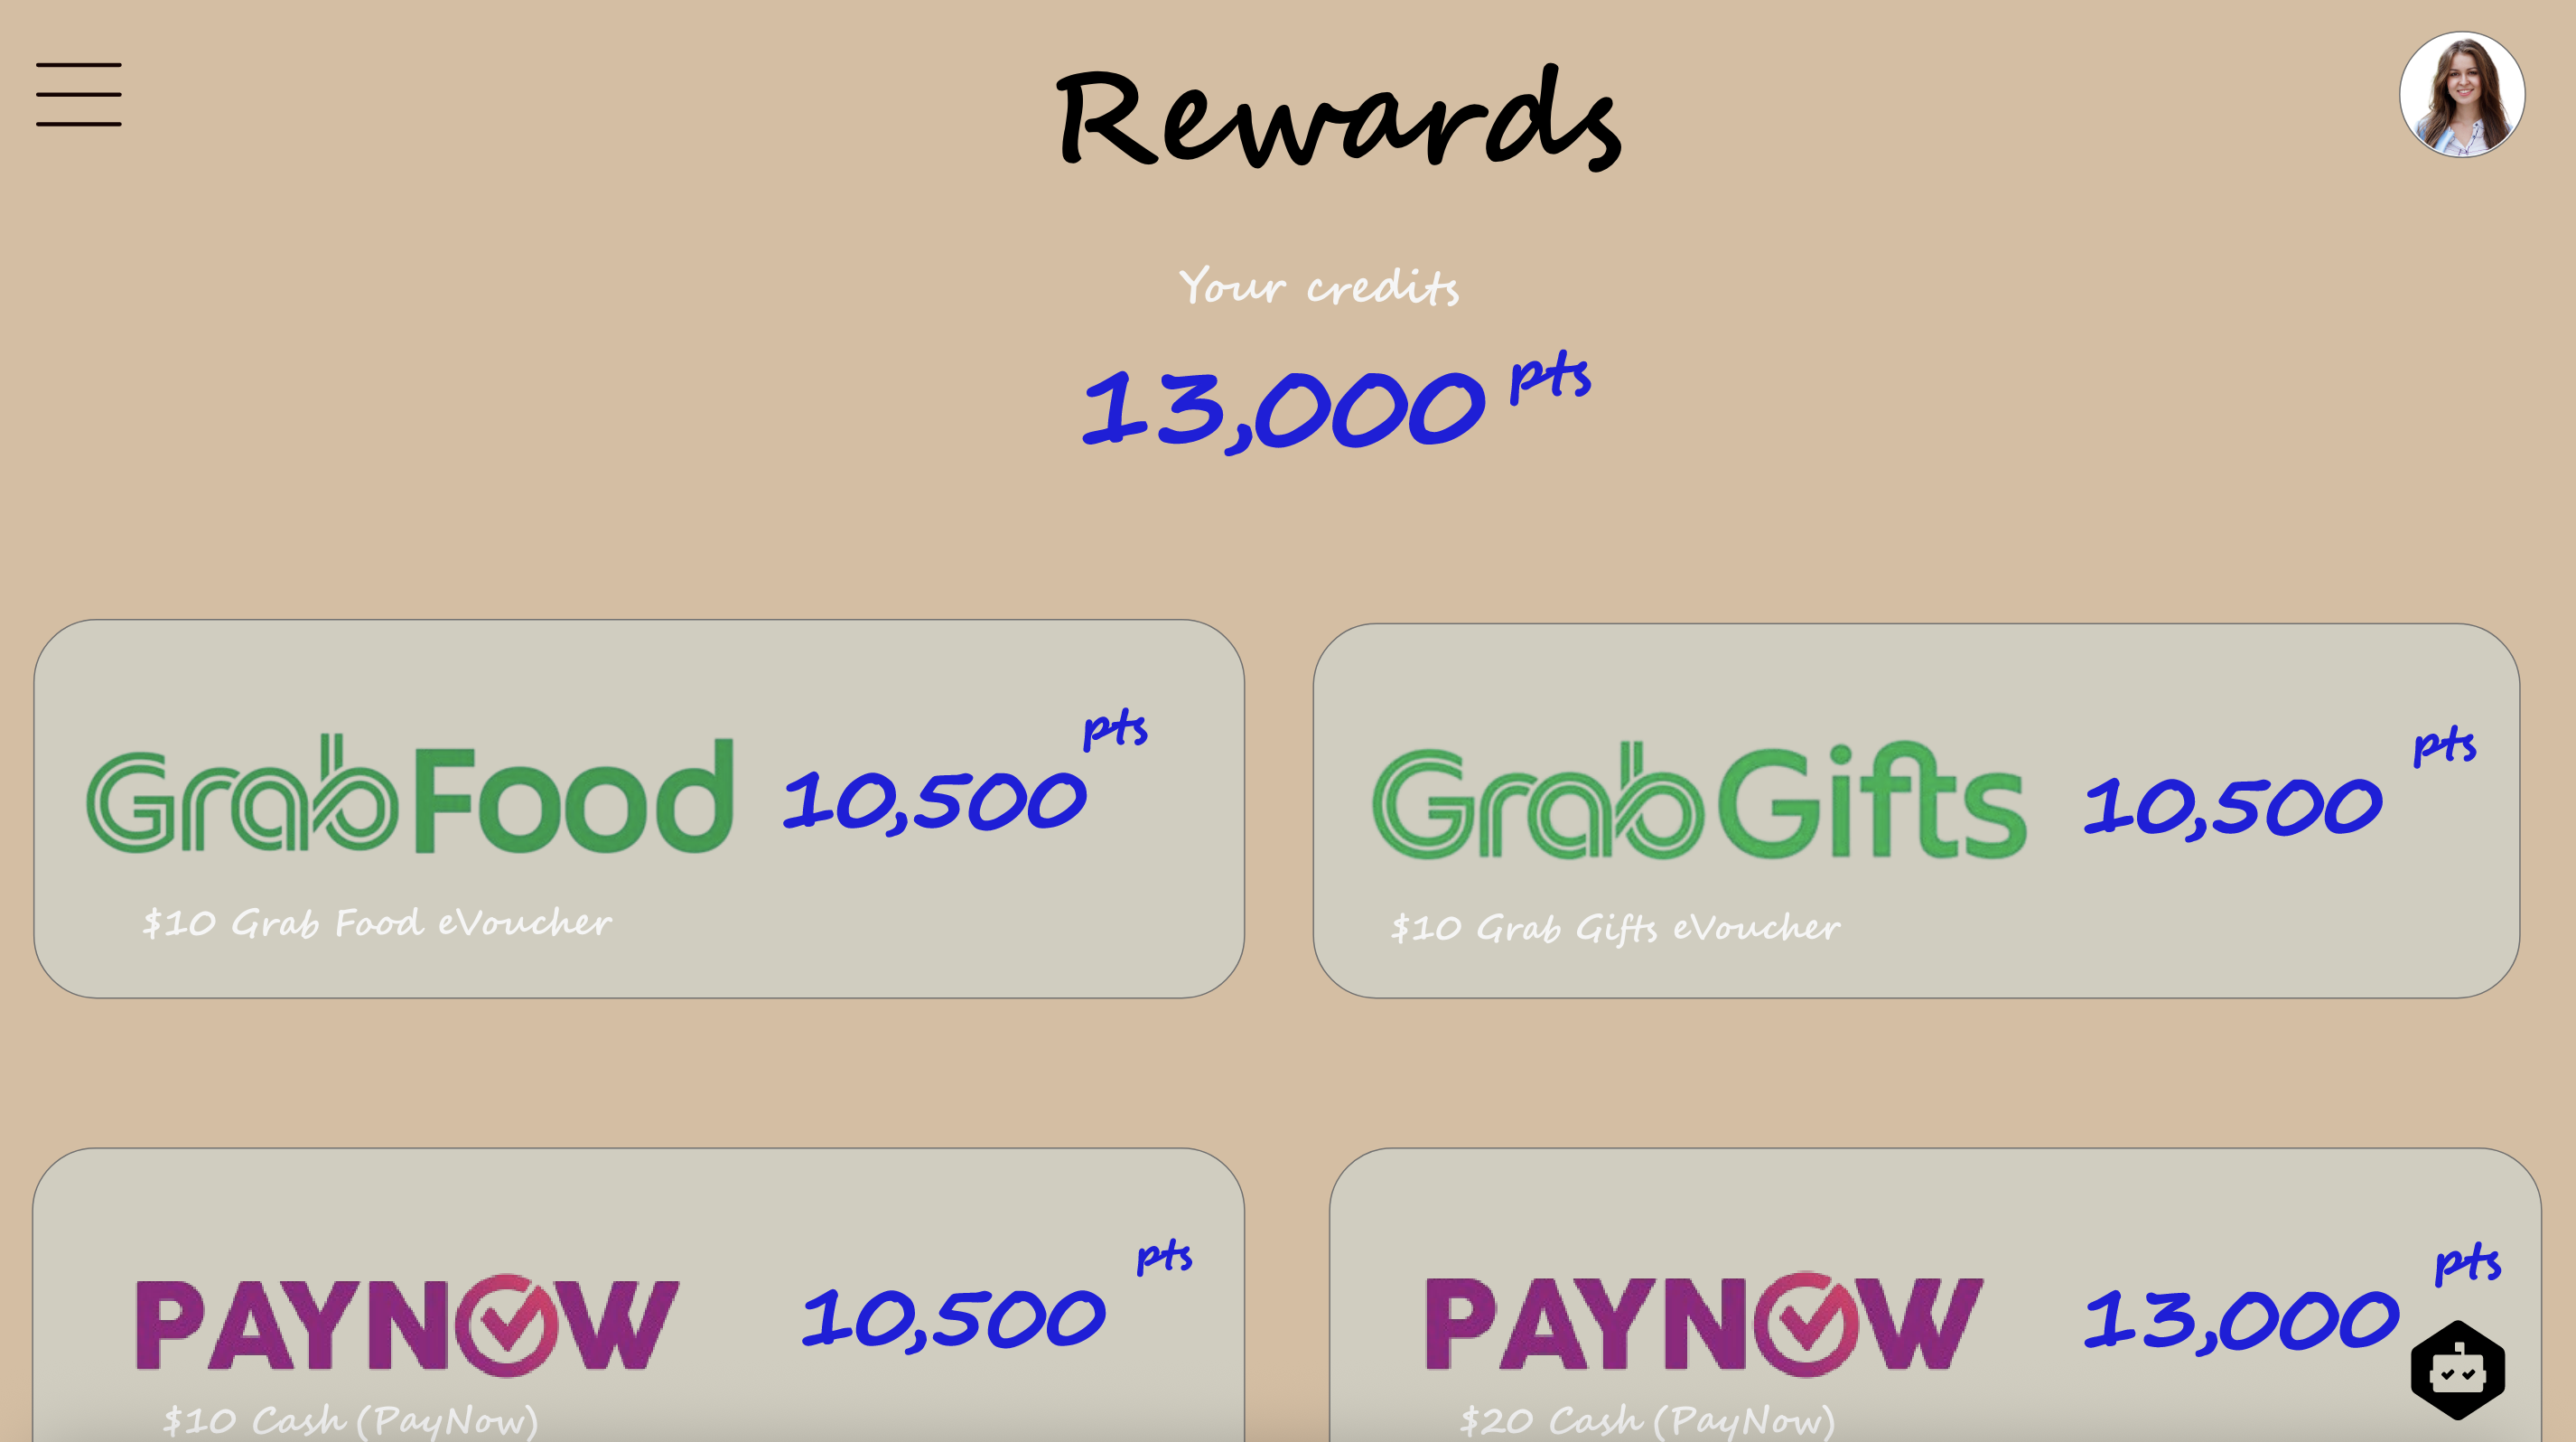 Rewards
Your credits
13,000 pts
GrabFood 10,500 pts
$10 Grab Food eVoucher
GrabGifts 10,500 pts
$10 Grab Gifts eVoucher
PAYNOW 10,500 pts
$10 Cash (PayNow)
PAYNOW 13,000 pts
$20 Cash (PayNow)